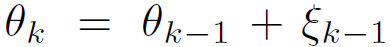 θ_k = θ_{k−1} + ξ_{k−1}